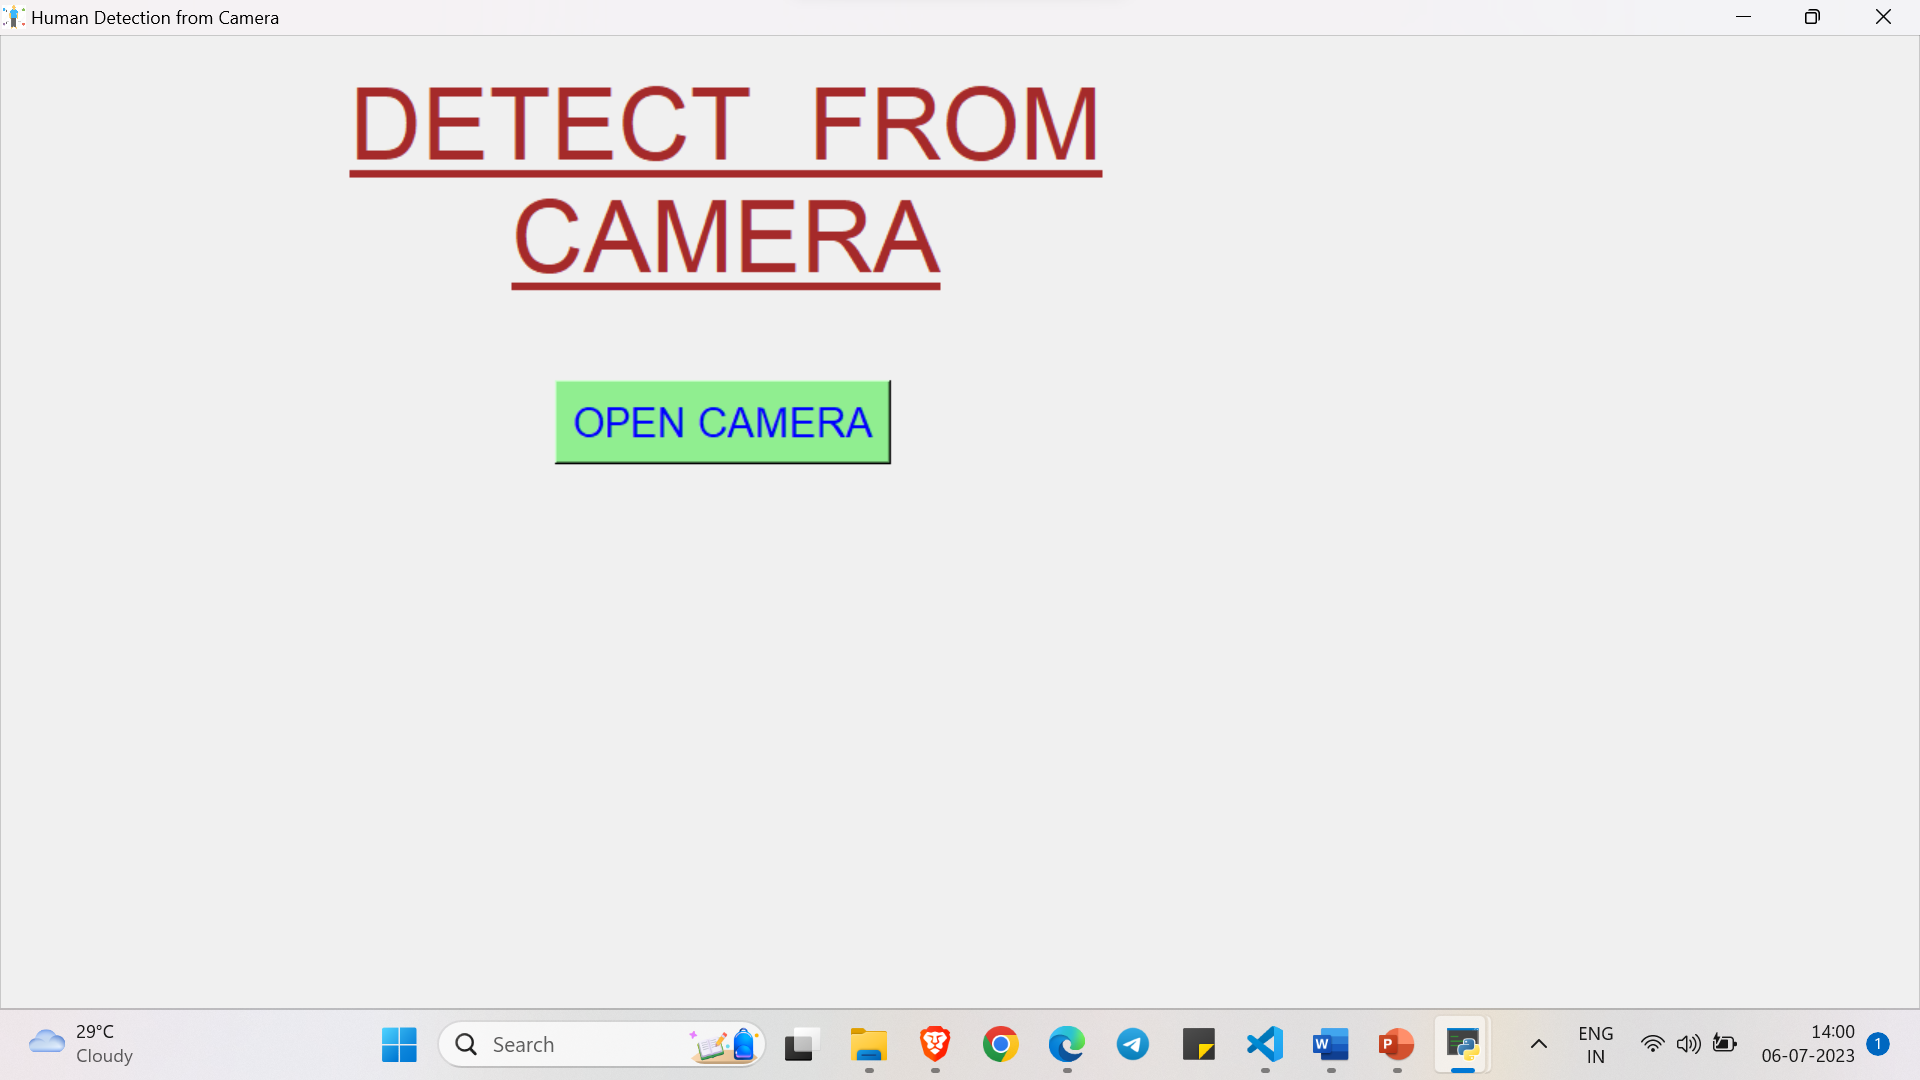 Human Detection from Camera
DETECT FROM
CAMERA
OPEN CAMERA
29°C
Cloudy
Search
W
P
ENG
IN
14:00
06-07-2023
1